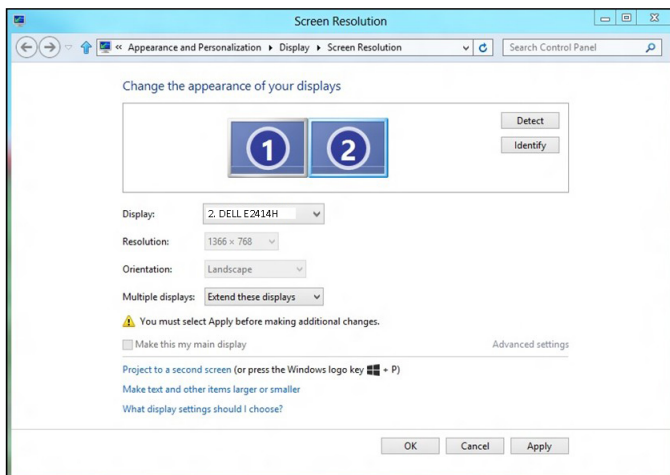 Screen Resolution
« Appearance and Personalization ▸ Display ▸ Screen Resolution
Search Control Panel
Change the appearance of your displays
1 2
Detect
Identify
Display: 2. DELL E2414H
Resolution: 1366 × 768
Orientation: Landscape
Multiple displays: Extend these displays
You must select Apply before making additional changes.
Make this my main display Advanced settings
Project to a second screen (or press the Windows logo key + P)
Make text and other items larger or smaller
What display settings should I choose?
OK Cancel Apply